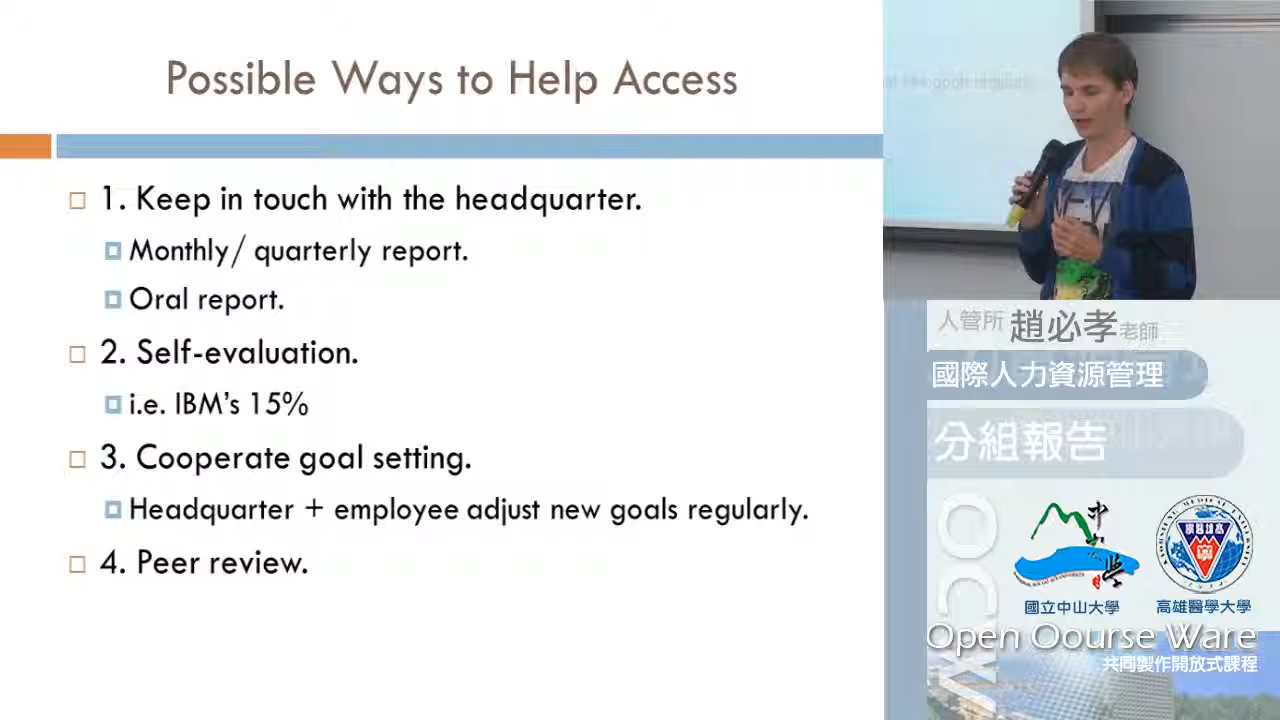 Possible Ways to Help Access
1. Keep in touch with the headquarter.
Monthly/ quarterly report.
Oral report.
2. Self-evaluation.
i.e. IBM's 15%
3. Cooperate goal setting.
Headquarter + employee adjust new goals regularly.
4. Peer review.
人管所 趙必孝 老師
國際人力資源管理
分組報告
OCW
國立中山大學
高雄醫學大學
Open Oourse Ware
共同製作開放式課程